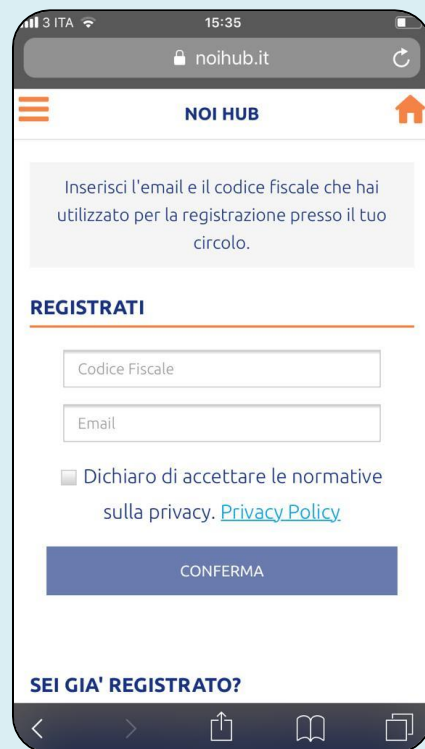 3 ITA 15:35
noihub.it
NOI HUB
Inserisci l'email e il codice fiscale che hai
utilizzato per la registrazione presso il tuo
circolo.
REGISTRATI
Codice Fiscale
Email
Dichiaro di accettare le normative
sulla privacy. Privacy Policy
CONFERMA
SEI GIA' REGISTRATO?